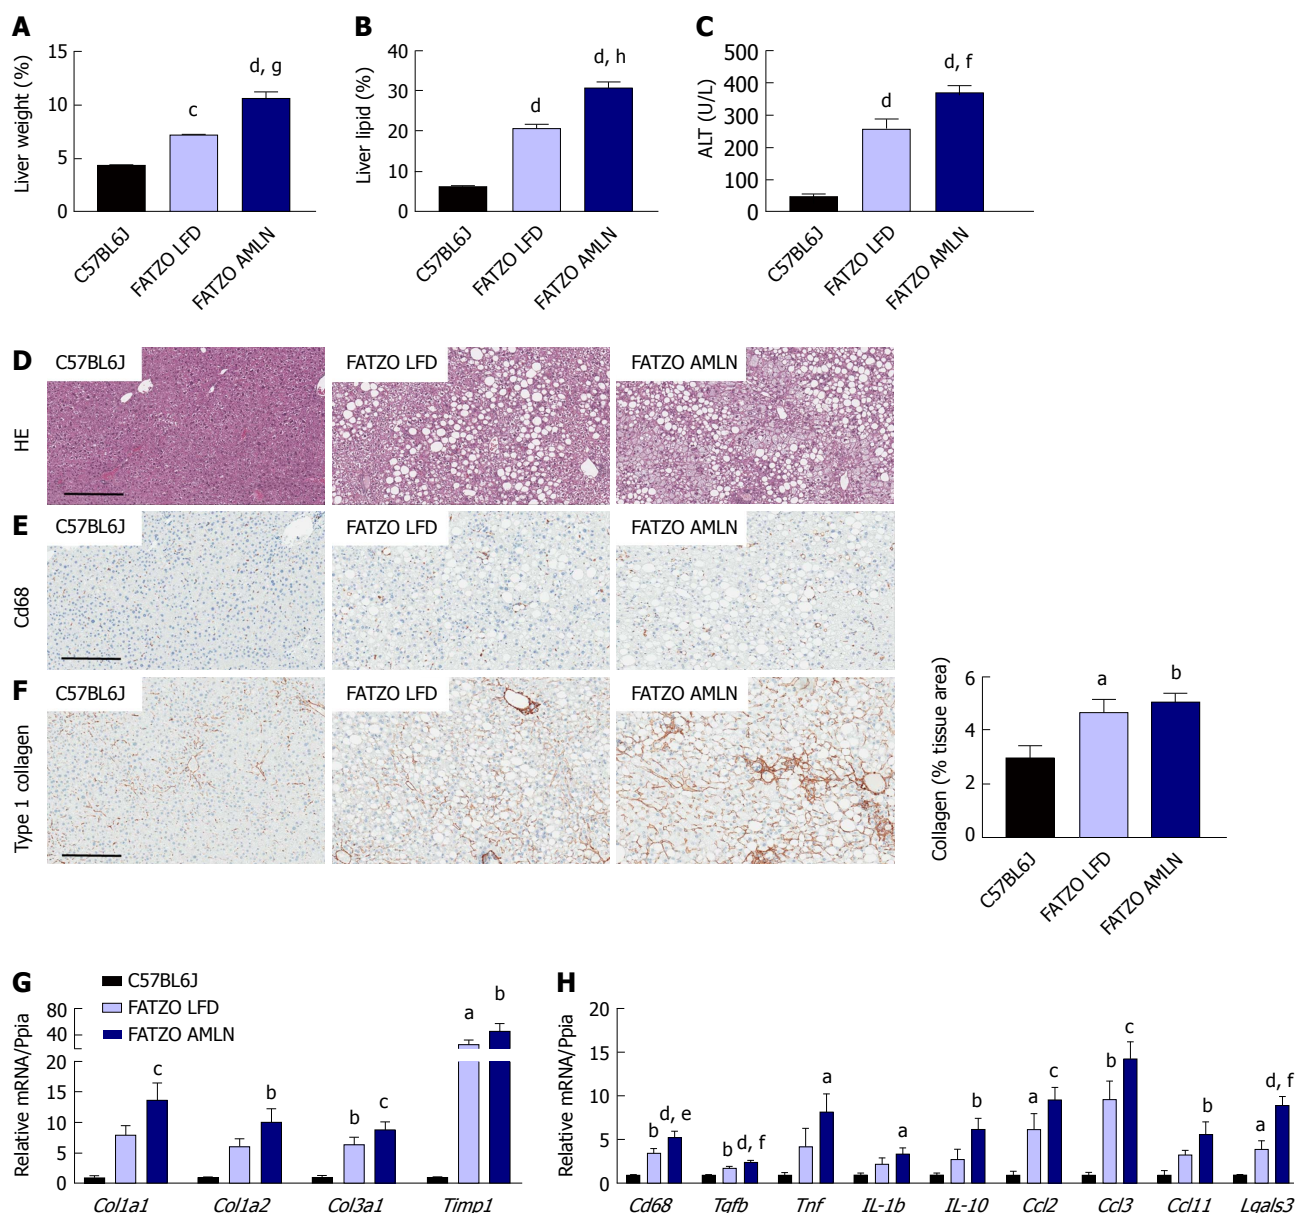 A
Liver weight (%)
15
10
5
0
c
d, g
C57BL6J
FATZO LFD
FATZO AMLN
B
Liver lipid (%)
40
30
20
10
0
d
d, h
C57BL6J
FATZO LFD
FATZO AMLN
C
ALT (U/L)
500
400
300
200
100
0
d
d, f
C57BL6J
FATZO LFD
FATZO AMLN
D
HE
C57BL6J
FATZO LFD
FATZO AMLN
E
Cd68
C57BL6J
FATZO LFD
FATZO AMLN
F
Type 1 collagen
C57BL6J
FATZO LFD
FATZO AMLN
Collagen (% tissue area)
6
4
2
0
a
b
C57BL6J
FATZO LFD
FATZO AMLN
G
C57BL6J
FATZO LFD
FATZO AMLN
Relative mRNA/Ppia
80
40
20
15
10
5
0
c
b
b
c
a
b
Col1a1
Col1a2
Col3a1
Timp1
H
Relative mRNA/Ppia
20
15
10
5
0
b
d, e
b
d, f
a
a
b
a
c
b
c
b
a
d, f
Cd68
Tgfb
Tnf
IL-1b
IL-10
Ccl2
Ccl3
Ccl11
Lgals3